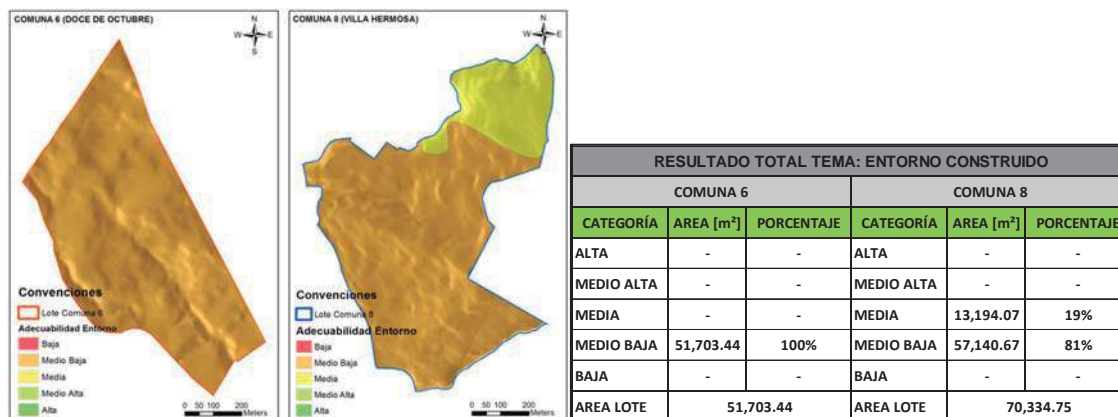 COMUNA 6 (DOCE DE OCTUBRE)
N
W E
S
Convenciones
Lote Comuna 6
Adecuabilidad Entorno
Baja
Medio Baja
Media
Medio Alta
Alta
0 50 100 200
Meters
COMUNA 8 (VILLA HERMOSA)
N
W E
S
Convenciones
Lote Comuna 8
Adecuabilidad Entorno
Baja
Medio Baja
Media
Medio Alta
Alta
0 50 100 200
Meters
RESULTADO TOTAL TEMA: ENTORNO CONSTRUIDO
COMUNA 6 COMUNA 8
CATEGORÍA AREA [m²] PORCENTAJE CATEGORÍA AREA [m²] PORCENTAJE
ALTA - - ALTA - -
MEDIO ALTA - - MEDIO ALTA - -
MEDIA - - MEDIA 13,194.07 19%
MEDIO BAJA 51,703.44 100% MEDIO BAJA 57,140.67 81%
BAJA - - BAJA - -
AREA LOTE 51,703.44 AREA LOTE 70,334.75